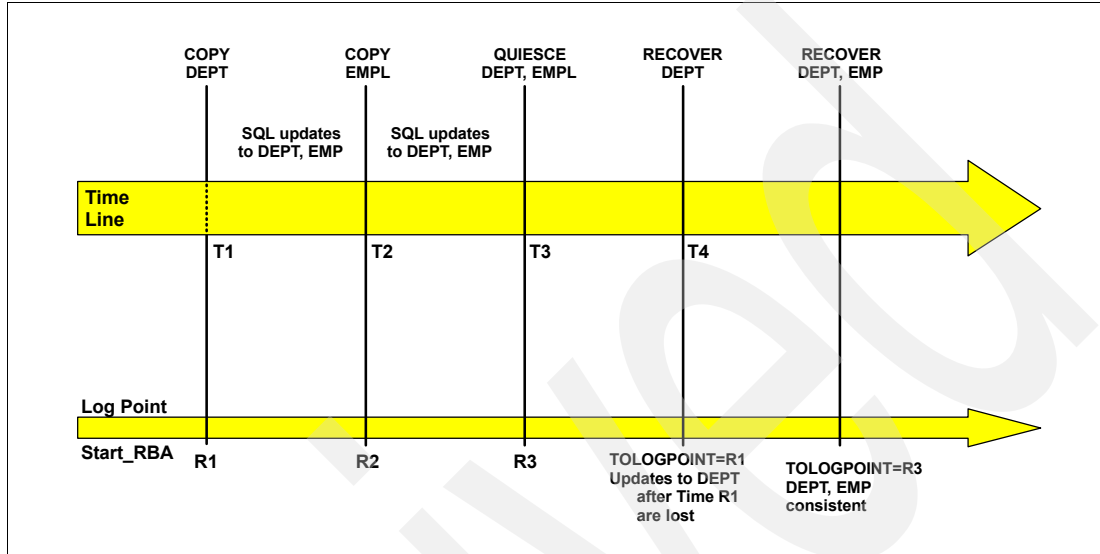 COPY
DEPT
COPY
EMPL
QUIESCE
DEPT, EMPL
RECOVER
DEPT
RECOVER
DEPT, EMP
SQL updates
to DEPT, EMP
SQL updates
to DEPT, EMP
Time
Line
T1
T2
T3
T4
Log Point
Start_RBA
R1
R2
R3
TOLOGPOINT=R1
Updates to DEPT
after Time R1
are lost
TOLOGPOINT=R3
DEPT, EMP
consistent